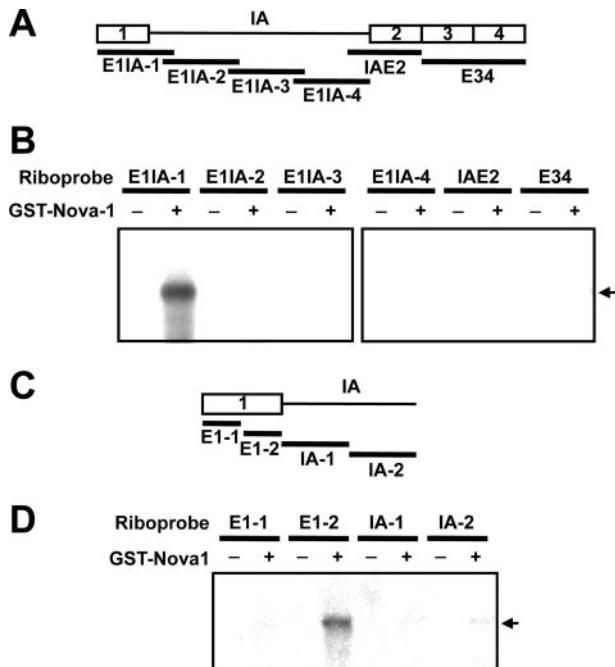 A
IA
1 2 3 4
E1IA-1 E1IA-2 E1IA-3 E1IA-4 IAE2 E34
B
Riboprobe E1IA-1 E1IA-2 E1IA-3 E1IA-4 IAE2 E34
GST-Nova-1 – + – + – + – + – + – +
C
IA
1
E1-1 E1-2 IA-1 IA-2
D
Riboprobe E1-1 E1-2 IA-1 IA-2
GST-Nova1 – + – + – + – +